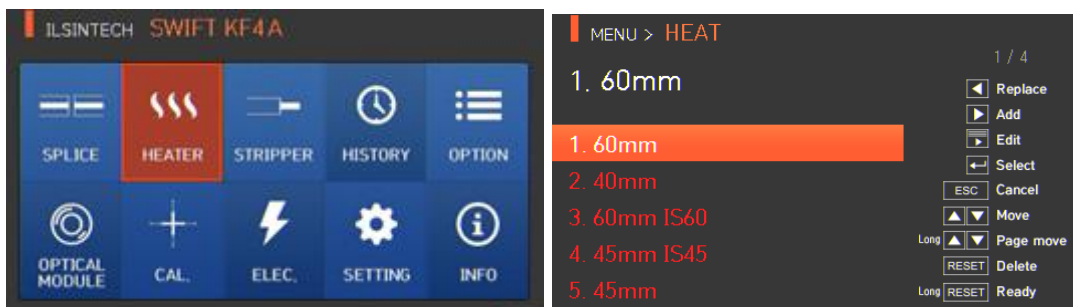 ILSINTECH SWIFT KF4A
SPLICE HEATER STRIPPER HISTORY OPTION
OPTICAL MODULE CAL. ELEC. SETTING INFO
MENU > HEAT
1 / 4
1. 60mm
Replace
Add
1. 60mm
Edit
Select
2. 40mm
ESC Cancel
3. 60mm IS60
Move
Long Page move
4. 45mm IS45
RESET Delete
5. 45mm
Long RESET Ready